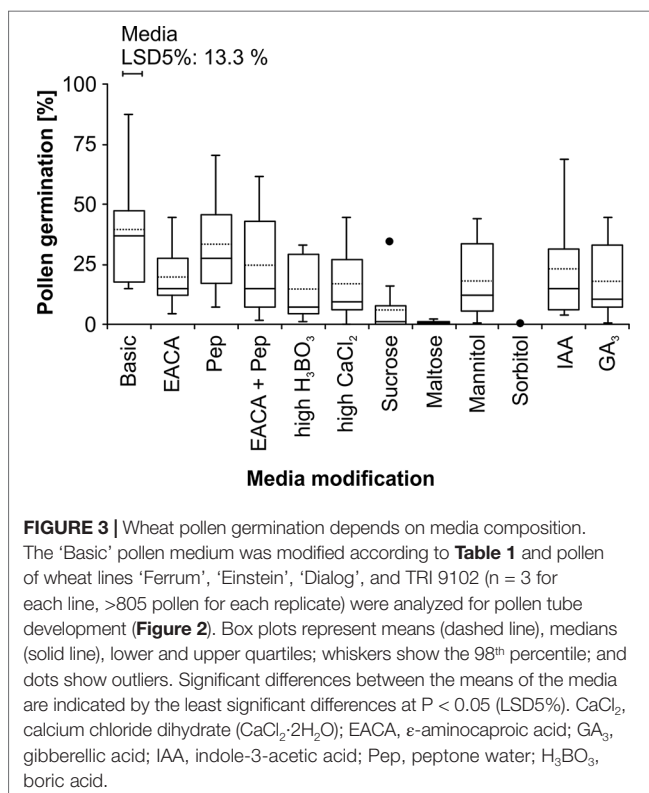 Media
LSD5%: 13.3 %
Pollen germination [%]
100
75
50
25
0
Basic
EACA
Pep
EACA + Pep
high H₃BO₃
high CaCl₂
Sucrose
Maltose
Mannitol
Sorbitol
IAA
GA₃
Media modification
FIGURE 3 | Wheat pollen germination depends on media composition.
The ‘Basic’ pollen medium was modified according to Table 1 and pollen
of wheat lines ‘Ferrum’, ‘Einstein’, ‘Dialog’, and TRI 9102 (n = 3 for
each line, >805 pollen for each replicate) were analyzed for pollen tube
development (Figure 2). Box plots represent means (dashed line), medians
(solid line), lower and upper quartiles; whiskers show the 98th percentile; and
dots show outliers. Significant differences between the means of the media
are indicated by the least significant differences at P < 0.05 (LSD5%). CaCl₂,
calcium chloride dihydrate (CaCl₂·2H₂O); EACA, ε-aminocaproic acid; GA₃,
gibberellic acid; IAA, indole-3-acetic acid; Pep, peptone water; H₃BO₃,
boric acid.